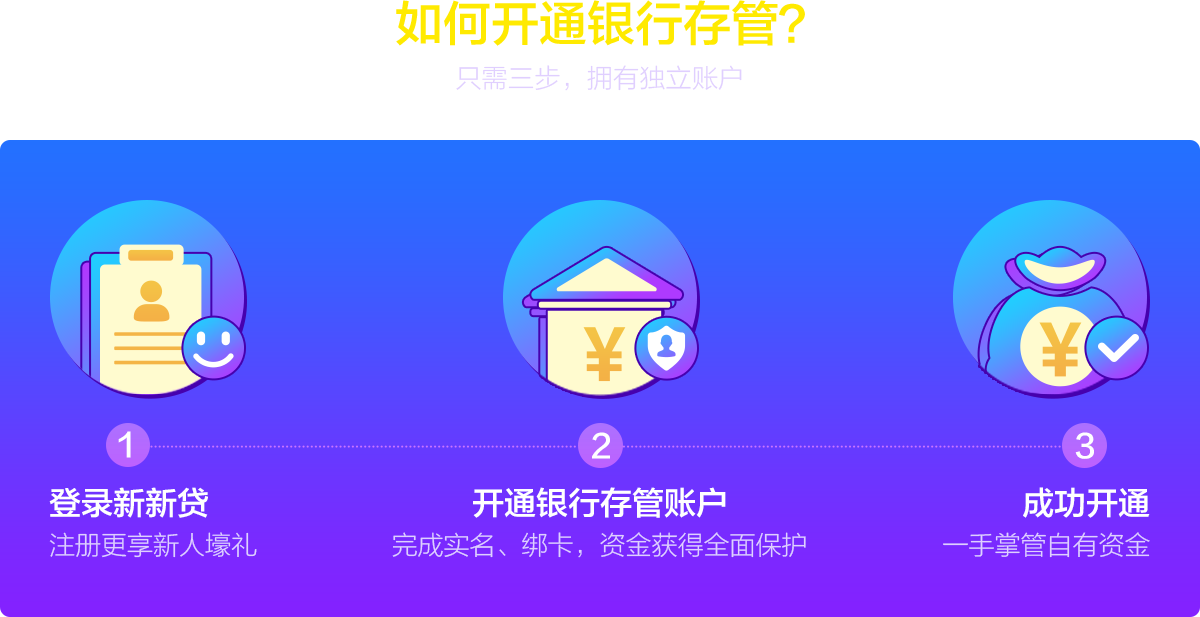 如何开通银行存管?
只需三步，拥有独立账户
¥
¥
1
2
3
登录新新贷
开通银行存管账户
成功开通
注册更享新人壕礼
完成实名、绑卡，资金获得全面保护
一手掌管自有资金